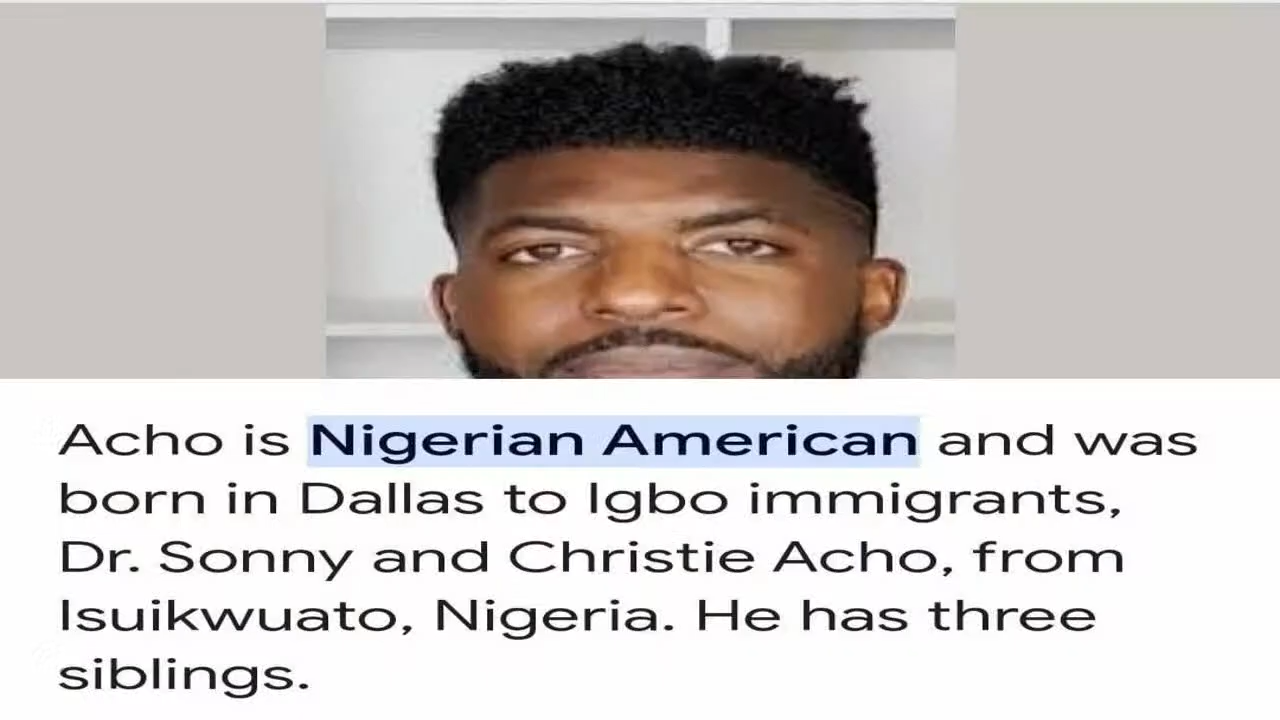 Acho is Nigerian American and was
born in Dallas to Igbo immigrants,
Dr. Sonny and Christie Acho, from
Isuikwuato, Nigeria. He has three
siblings.